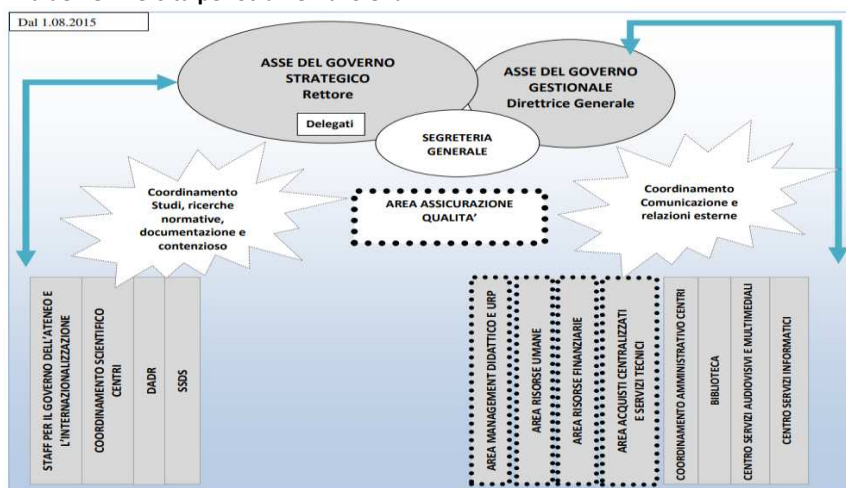 Dal 1.08.2015
ASSE DEL GOVERNO
STRATEGICO
Rettore
Delegati
ASSE DEL GOVERNO
GESTIONALE
Direttrice Generale
SEGRETERIA
GENERALE
Coordinamento
Studi, ricerche
normative,
documentazione e
contenzioso
AREA ASSICURAZIONE
QUALITA’
Coordinamento
Comunicazione e
relazioni esterne
STAFF PER IL GOVERNO DELL’ATENEO E
L’INTERNAZIONALIZZAZIONE
COORDINAMENTO SCIENTIFICO
CENTRI
DADR
SSDS
AREA MANAGEMENT DIDATTICO E URP
AREA RISORSE UMANE
AREA RISORSE FINANZIARIE
AREA ACQUISTI CENTRALIZZATI
E SERVIZI TECNICI
COORDINAMENTO AMMINISTRATIVO CENTRI
BIBLIOTECA
CENTRO SERVIZI AUDIOVISIVI E MULTIMEDIALI
CENTRO SERVIZI INFORMATICI